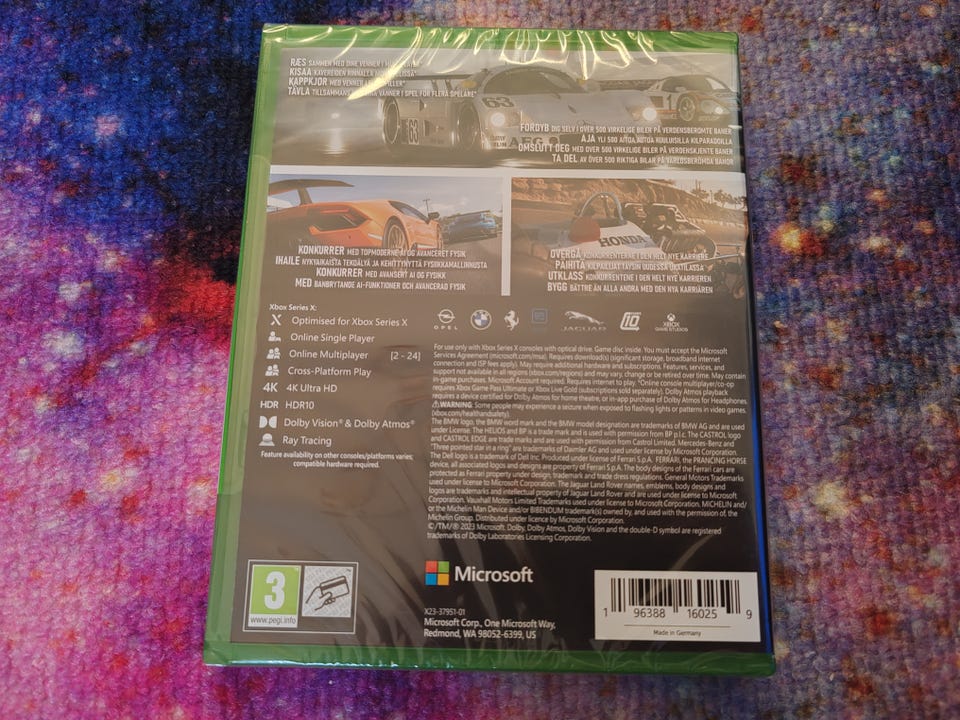 RÆS SAMMEN MED DINE VENNER I
KISAA KAVEREIDEN RINNALLA
KAPPKJØR MED VENNER I
TÄVLA TILLSAMMANS VÄNNER I SPEL FÖR FLERA SPELARE*
63
63
FORDYB DIG SELV I OVER 500 VIRKELIGE BILER PÅ VERDENSBERØMTE BANER
AJA YLI 500 AITOA AUTOA KUULUISILLA KILPARADOILLA
OMSLUTT DEG MED OVER 500 VIRKELIGE BILER PÅ VERDENSKJENTE BANER
TA DEL AV ÖVER 500 RIKTIGA BILAR PÅ VÄRLDSBERÖMDA BANOR
KONKURRER MED TOPMODERNE AI OG AVANCERET FYSIK
IHAILE NYKYAIKAISTA TEKOÄLYÄ JA KEHITTYNYTTÄ FYSIIKKAMALLINNUSTA
KONKURRER MED AVANSERT AI OG FYSIKK
MED BANBRYTANDE AI-FUNKTIONER OCH AVANCERAD FYSIK
HONDA
OVERGÅ KONKURRENTERNE I DEN HELT NYE KARRIERE
PÄIHITÄ KILPAILIJAT TÄYSIN UUDESSA URATILASSA
UTKLASS KONKURRENTENE I DEN HELT NYE KARRIEREN
BYGG BÄTTRE ÄN ALLA ANDRA MED DEN NYA KARRIÄREN
Xbox Series X:
Optimised for Xbox Series X
Online Single Player
Online Multiplayer [2 - 24]
Cross-Platform Play
4K 4K Ultra HD
HDR HDR10
Dolby Vision® & Dolby Atmos®
Ray Tracing
Feature availability on other consoles/platforms varies;
compatible hardware required.
OPEL
JAGUAR
XBOX
GAME STUDIOS
For use only with Xbox Series X consoles with optical drive. Game disc inside. You must accept the Microsoft
Services Agreement (microsoft.com/msa). Requires download(s) (significant storage, broadband internet
connection and ISP fees apply). May require additional hardware and subscriptions. Features, services, and
support not available in all regions (xbox.com/regions) and may vary, change or be retired over time. May contain
in-game purchases. Microsoft Account required. Requires internet to play. *Online console multiplayer/co-op
requires Xbox Game Pass Ultimate or Xbox Live Gold (subscriptions sold separately). Dolby Atmos playback
requires a device certified for Dolby Atmos for home theatre, or in-app purchase of Dolby Atmos for Headphones.
WARNING: Some people may experience a seizure when exposed to flashing lights or patterns in video games.
(xbox.com/healthandsafety).
The BMW logo, the BMW word mark and the BMW model designation are trademarks of BMW AG and are used
under License. The HELIOS and BP is a trade mark and is used with permission from BP p.l.c. The CASTROL logo
and CASTROL EDGE are trade marks and are used with permission from Castrol Limited. Mercedes-Benz and
"Three pointed star in a ring" are trademarks of Daimler AG and used under license by Microsoft Corporation.
The Dell logo is a trademark of Dell Inc. Produced under license of Ferrari S.p.A. FERRARI, the PRANCING HORSE
device, all associated logos and designs are property of Ferrari S.p.A. The body designs of the Ferrari cars are
protected as Ferrari property under design, trademark and trade dress regulations. General Motors Trademarks
used under license to Microsoft Corporation. The Jaguar Land Rover names, emblems, body designs and
logos are trademarks and intellectual property of Jaguar Land Rover and are used under license to Microsoft
Corporation. Vauxhall Motors Limited Trademarks used under license to Microsoft Corporation. MICHELIN and/
or the Michelin Man Device and/or BIBENDUM trademark(s) owned by, and used with the permission of, the
Michelin Group. Distributed under licence by Microsoft Corporation.
©/TM/® 2023 Microsoft. Dolby, Dolby Atmos, Dolby Vision and the double-D symbol are registered
trademarks of Dolby Laboratories Licensing Corporation.
3
www.pegi.info
Microsoft
X23-37951-01
Microsoft Corp., One Microsoft Way,
Redmond, WA 98052-6399, US
1 96388 16025 9
Made in Germany